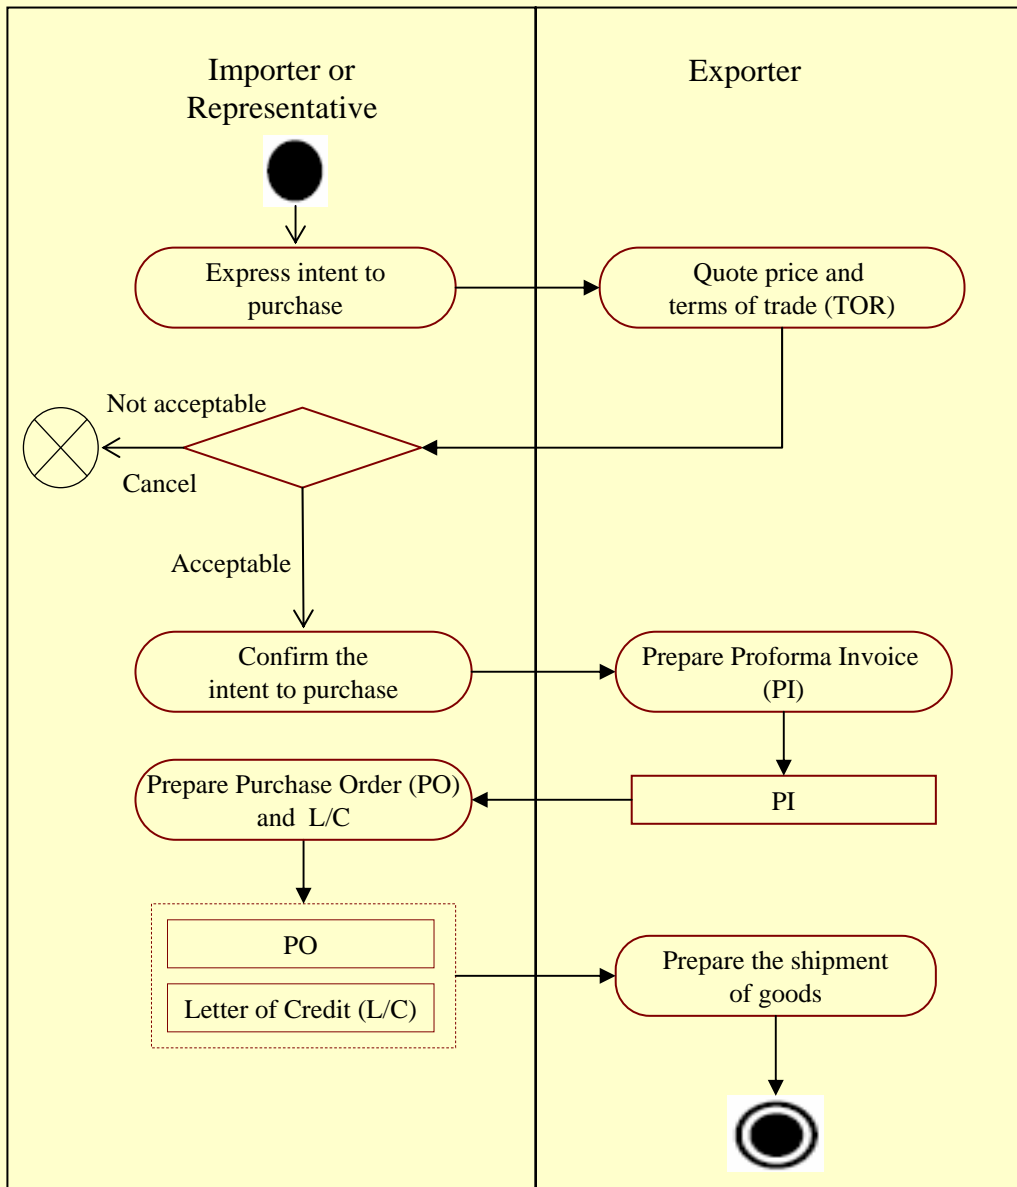 Importer or
Representative
Exporter
Express intent to
purchase
Quote price and
terms of trade (TOR)
Not acceptable
Cancel
Acceptable
Confirm the
intent to purchase
Prepare Proforma Invoice
(PI)
Prepare Purchase Order (PO)
and L/C
PI
PO
Letter of Credit (L/C)
Prepare the shipment
of goods